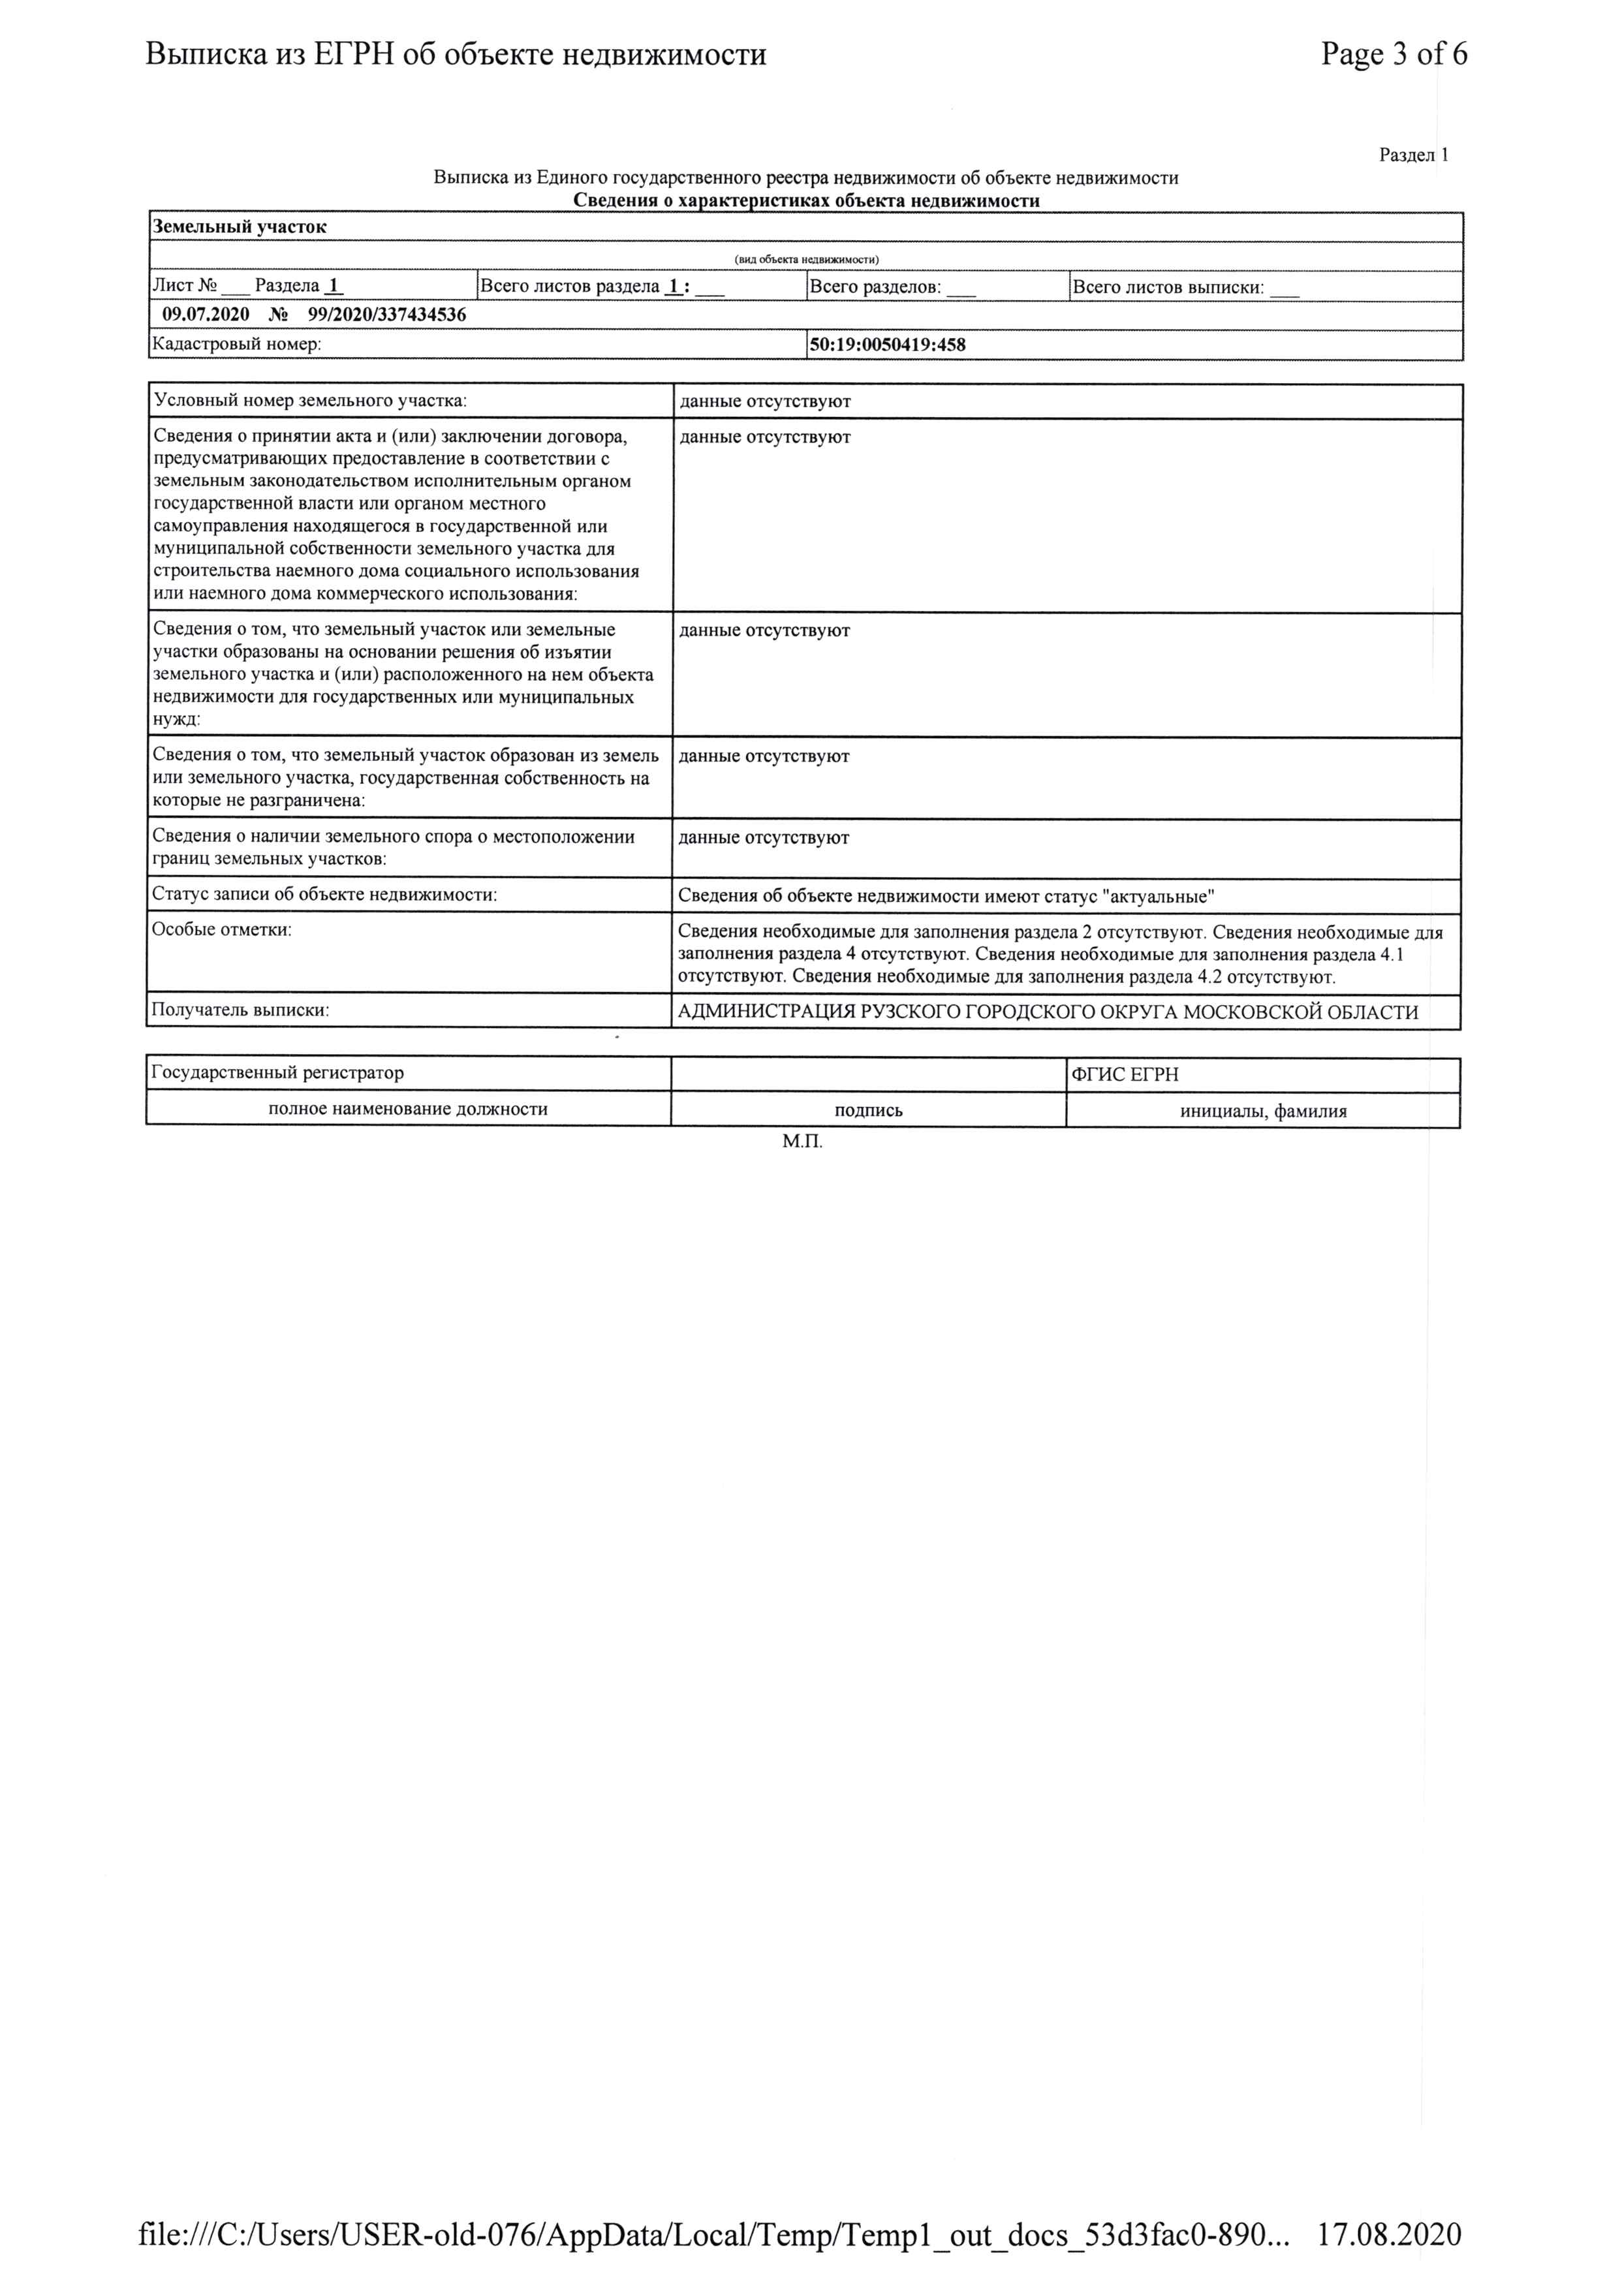 Выписка из ЕГРН об объекте недвижимости Page 3 of 6
Раздел 1
Выписка из Единого государственного реестра недвижимости об объекте недвижимости
Сведения о характеристиках объекта недвижимости
Земельный участок
(вид объекта недвижимости)
Лист № ___ Раздела 1 Всего листов раздела 1 : ___ Всего разделов: ___ Всего листов выписки: ___
09.07.2020 № 99/2020/337434536
Кадастровый номер: 50:19:0050419:458
Условный номер земельного участка: данные отсутствуют
Сведения о принятии акта и (или) заключении договора, данные отсутствуют
предусматривающих предоставление в соответствии с
земельным законодательством исполнительным органом
государственной власти или органом местного
самоуправления находящегося в государственной или
муниципальной собственности земельного участка для
строительства наемного дома социального использования
или наемного дома коммерческого использования:
Сведения о том, что земельный участок или земельные данные отсутствуют
участки образованы на основании решения об изъятии
земельного участка и (или) расположенного на нем объекта
недвижимости для государственных или муниципальных
нужд:
Сведения о том, что земельный участок образован из земель данные отсутствуют
или земельного участка, государственная собственность на
которые не разграничена:
Сведения о наличии земельного спора о местоположении данные отсутствуют
границ земельных участков:
Статус записи об объекте недвижимости: Сведения об объекте недвижимости имеют статус "актуальные"
Особые отметки: Сведения необходимые для заполнения раздела 2 отсутствуют. Сведения необходимые для
заполнения раздела 4 отсутствуют. Сведения необходимые для заполнения раздела 4.1
отсутствуют. Сведения необходимые для заполнения раздела 4.2 отсутствуют.
Получатель выписки: АДМИНИСТРАЦИЯ РУЗСКОГО ГОРОДСКОГО ОКРУГА МОСКОВСКОЙ ОБЛАСТИ
Государственный регистратор ФГИС ЕГРН
полное наименование должности подпись инициалы, фамилия
М.П.
file:///C:/Users/USER-old-076/AppData/Local/Temp/Temp1_out_docs_53d3fac0-890... 17.08.2020